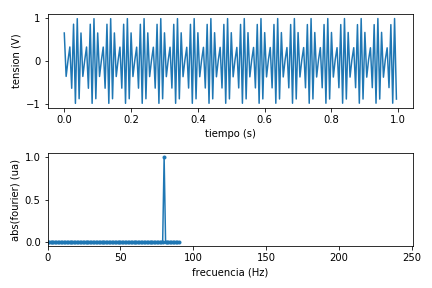 1
0
−1
tension (V)
0.0 0.2 0.4 0.6 0.8 1.0
tiempo (s)
1.0
0.5
0.0
abs(fourier) (ua)
0 50 100 150 200 250
frecuencia (Hz)